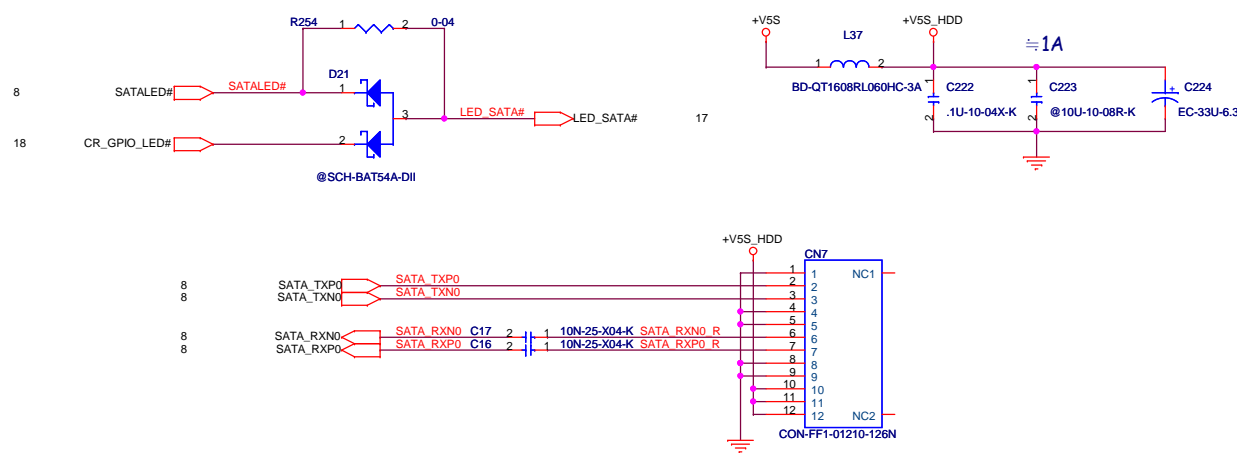 R254 1 2 0-04
D21
8 SATALED# SATALED# 1
3 LED_SATA# LED_SATA# 17
18 CR_GPIO_LED# 2
@SCH-BAT54A-DII
+V5S +V5S_HDD
L37 ≒1A
1 2
BD-QT1608RL060HC-3A
1 C222 2 .1U-10-04X-K
1 C223 2 @10U-10-08R-K
+ C224 EC-33U-6.3
+V5S_HDD
CN7
1 1 NC1
8 SATA_TXP0 SATA_TXP0 2 2
8 SATA_TXN0 SATA_TXN0 3 3
4 4
5 5
8 SATA_RXN0 SATA_RXN0 C17 2 1 10N-25-X04-K SATA_RXN0_R 6 6
8 SATA_RXP0 SATA_RXP0 C16 2 1 10N-25-X04-K SATA_RXP0_R 7 7
8 8
9 9
10 10
11 11
12 12 NC2
CON-FF1-01210-126N